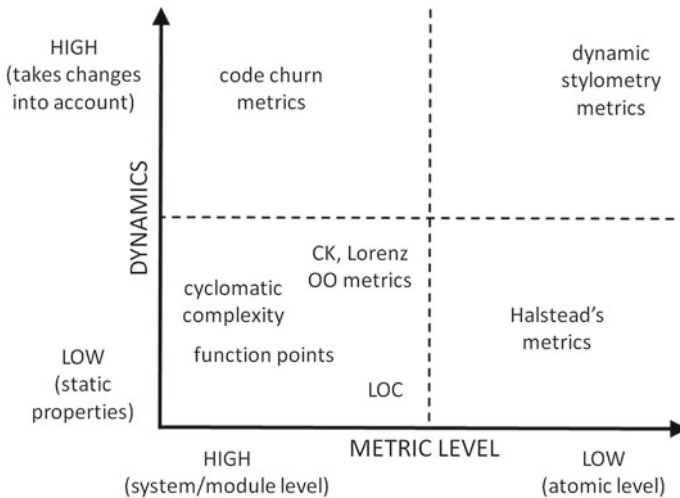 HIGH
(takes changes
into account)
code churn
metrics
dynamic
stylometry
metrics
DYNAMICS
CK, Lorenz
OO metrics
cyclomatic
complexity
Halstead's
metrics
function points
LOW
(static
properties)
LOC
METRIC LEVEL
HIGH
(system/module level)
LOW
(atomic level)